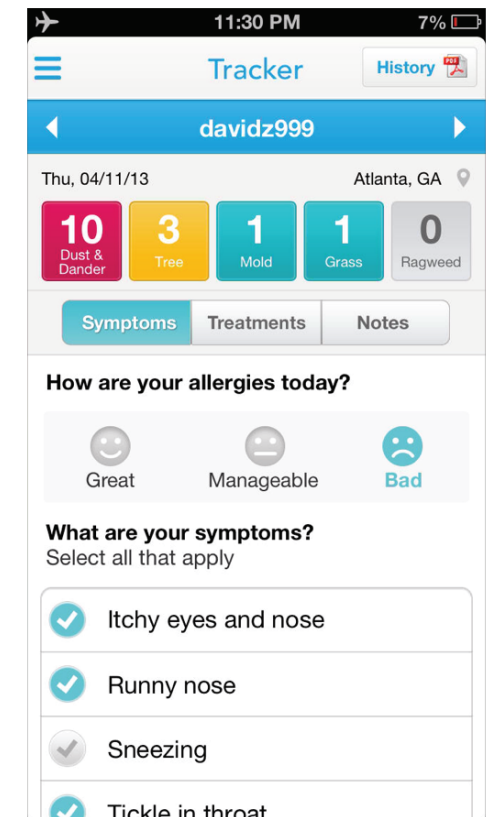 11:30 PM 7%
Tracker History PDF
davidz999
Thu, 04/11/13 Atlanta, GA
10 3 1 1 0
Dust & Dander Tree Mold Grass Ragweed
Symptoms Treatments Notes
How are your allergies today?
Great Manageable Bad
What are your symptoms?
Select all that apply
Itchy eyes and nose
Runny nose
Sneezing
Tickle in throat